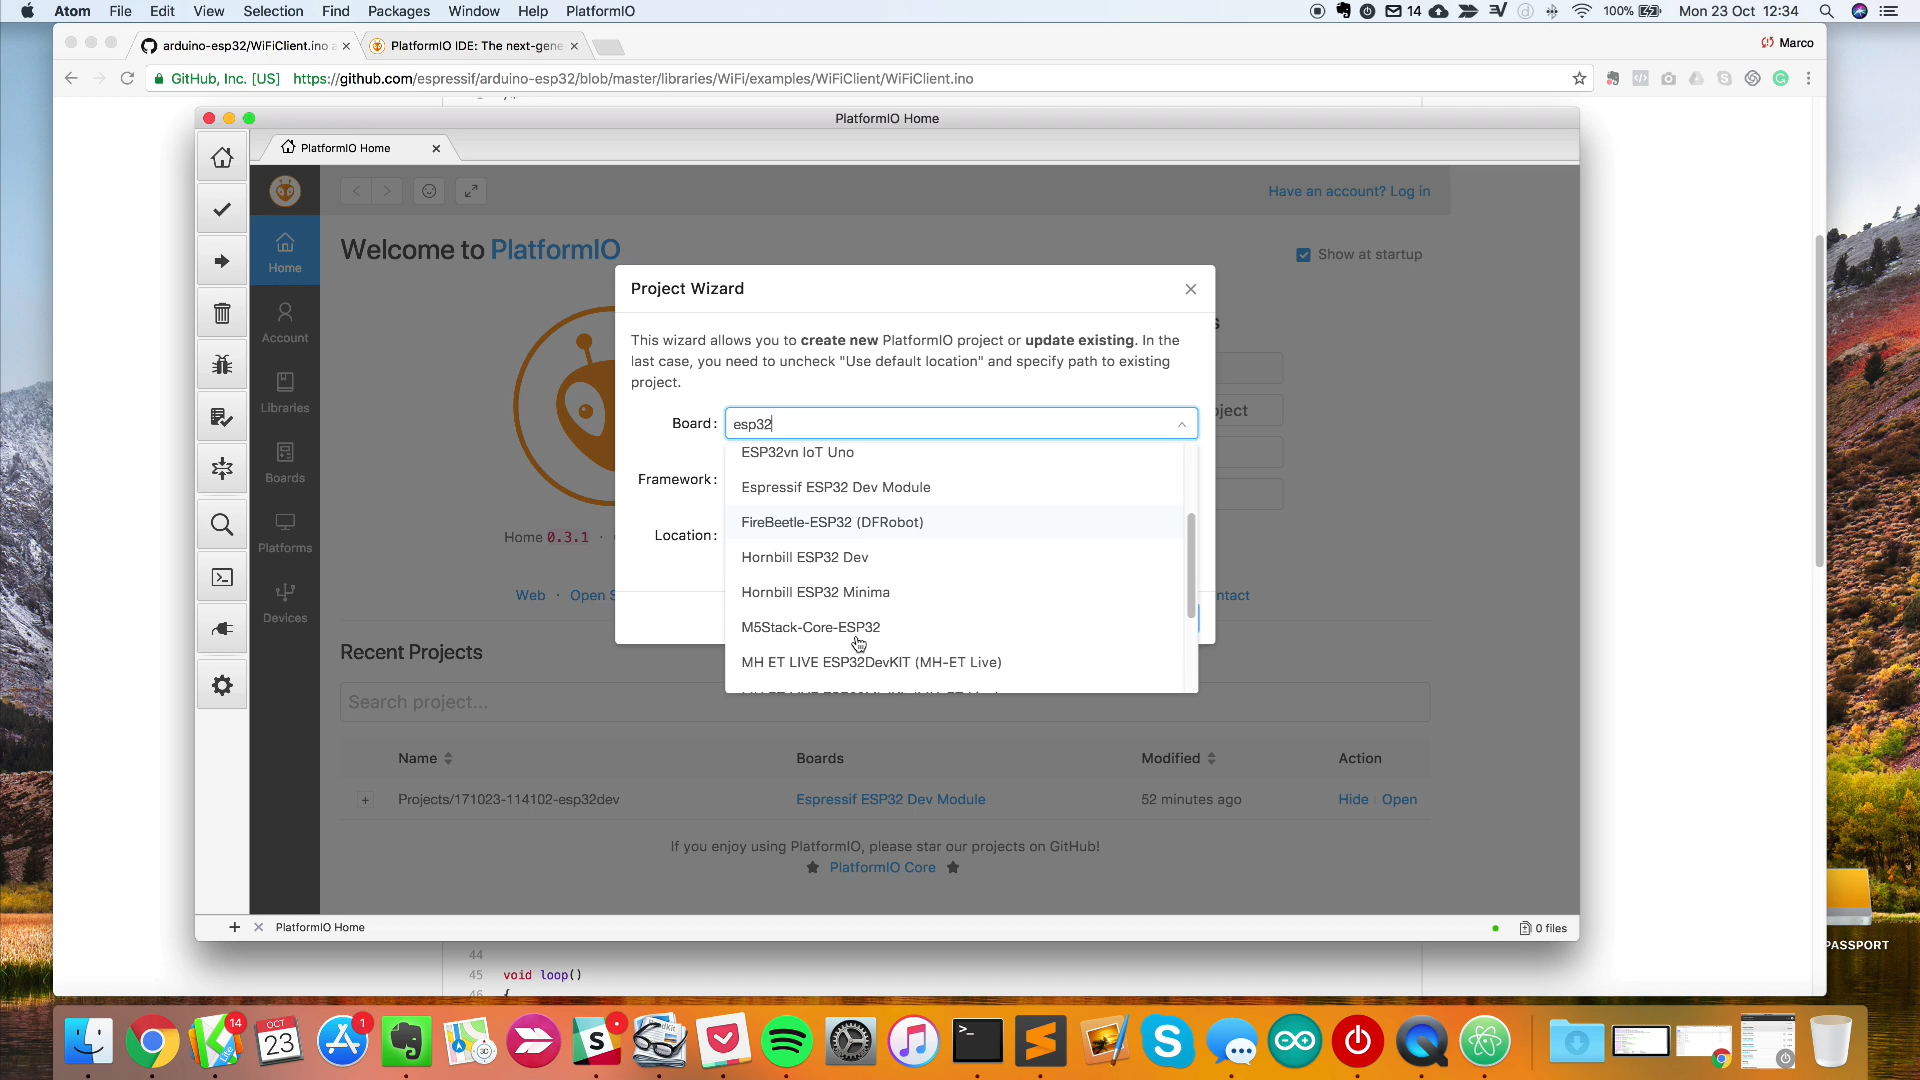 Atom File Edit View Selection Find Packages Window Help PlatformIO
14 100% Mon 23 Oct 12:34
arduino-esp32/WiFiClient.ino
PlatformIO IDE: The next-gene
Marco
GitHub, Inc. [US] https://github.com/espressif/arduino-esp32/blob/master/libraries/WiFi/examples/WiFiClient/WiFiClient.ino
PlatformIO Home
PlatformIO Home
Have an account? Log in
Home
Account
Libraries
Boards
Platforms
Devices
Welcome to PlatformIO
Show at startup
Project Wizard
This wizard allows you to create new PlatformIO project or update existing. In the
last case, you need to uncheck "Use default location" and specify path to existing
project.
Board: esp32
Framework:
Location:
ESP32vn IoT Uno
Espressif ESP32 Dev Module
FireBeetle-ESP32 (DFRobot)
Hornbill ESP32 Dev
Hornbill ESP32 Minima
M5Stack-Core-ESP32
MH ET LIVE ESP32DevKIT (MH-ET Live)
Home 0.3.1 ·
Web · Open S
Recent Projects
Search project...
Name Boards Modified Action
Projects/171023-114102-esp32dev Espressif ESP32 Dev Module 52 minutes ago Hide Open
If you enjoy using PlatformIO, please star our projects on GitHub!
PlatformIO Core
+ PlatformIO Home
0 files
44
45 void loop()
46 {
PASSPORT
14
OCT
23
1
3D